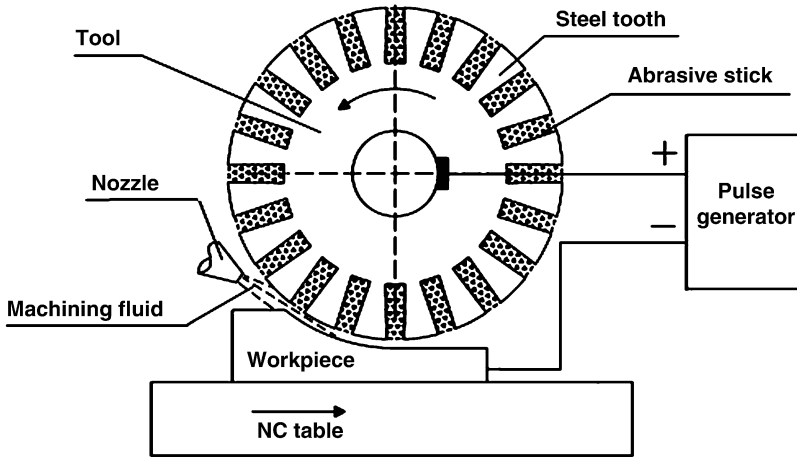 Steel tooth
Tool
Abrasive stick
+
Nozzle
Pulse
generator
−
Machining fluid
Workpiece
NC table